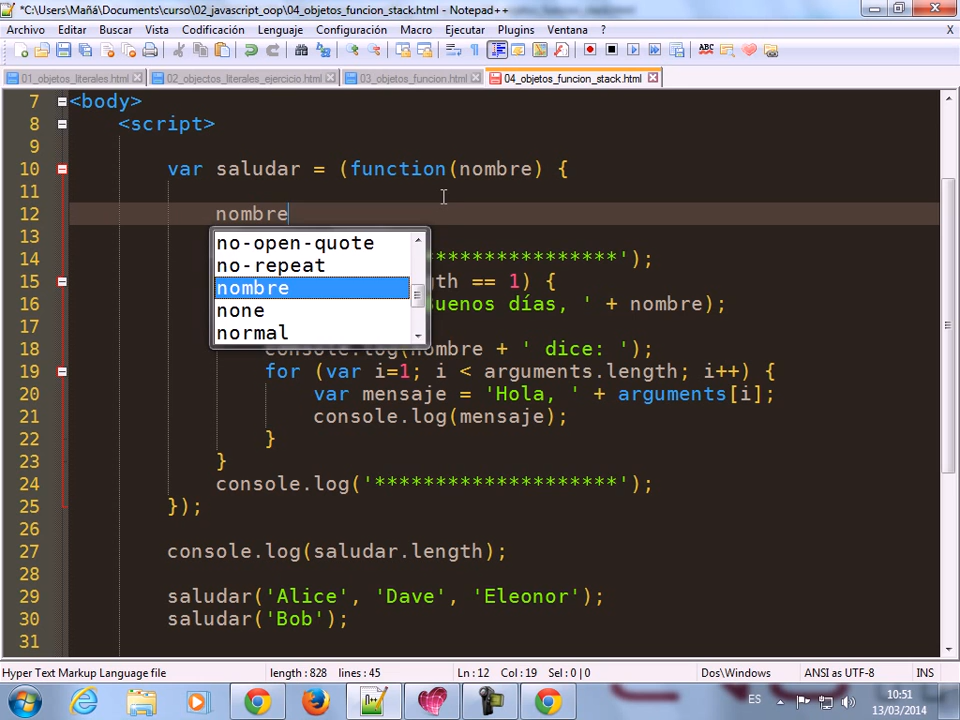 *C:\Users\Mañá\Documents\curso\02_javascript_oop\04_objetos_funcion_stack.html - Notepad++
Archivo Editar Buscar Vista Codificación Lenguaje Configuración Macro Ejecutar Plugins Ventana ? X
01_objetos_literales.html 02_objectos_literales_ejercicio.html 03_objetos_funcion.html 04_objetos_funcion_stack.html
7 <body>
8 <script>
9
10 var saludar = (function(nombre) {
11
12 nombre
no-open-quote
no-repeat
nombre
none
normal
13
14 **************');
15 gth == 1) {
16 uenos días, ' + nombre);
18 console.log(nombre + ' dice: ');
19 for (var i=1; i < arguments.length; i++) {
20 var mensaje = 'Hola, ' + arguments[i];
21 console.log(mensaje);
22 }
23 }
24 console.log('********************');
25 });
26
27 console.log(saludar.length);
28
29 saludar('Alice', 'Dave', 'Eleonor');
30 saludar('Bob');
31
Hyper Text Markup Language file length : 828 lines : 45 Ln : 12 Col : 19 Sel : 0 | 0 Dos\Windows ANSI as UTF-8 INS
ES 10:51
13/03/2014